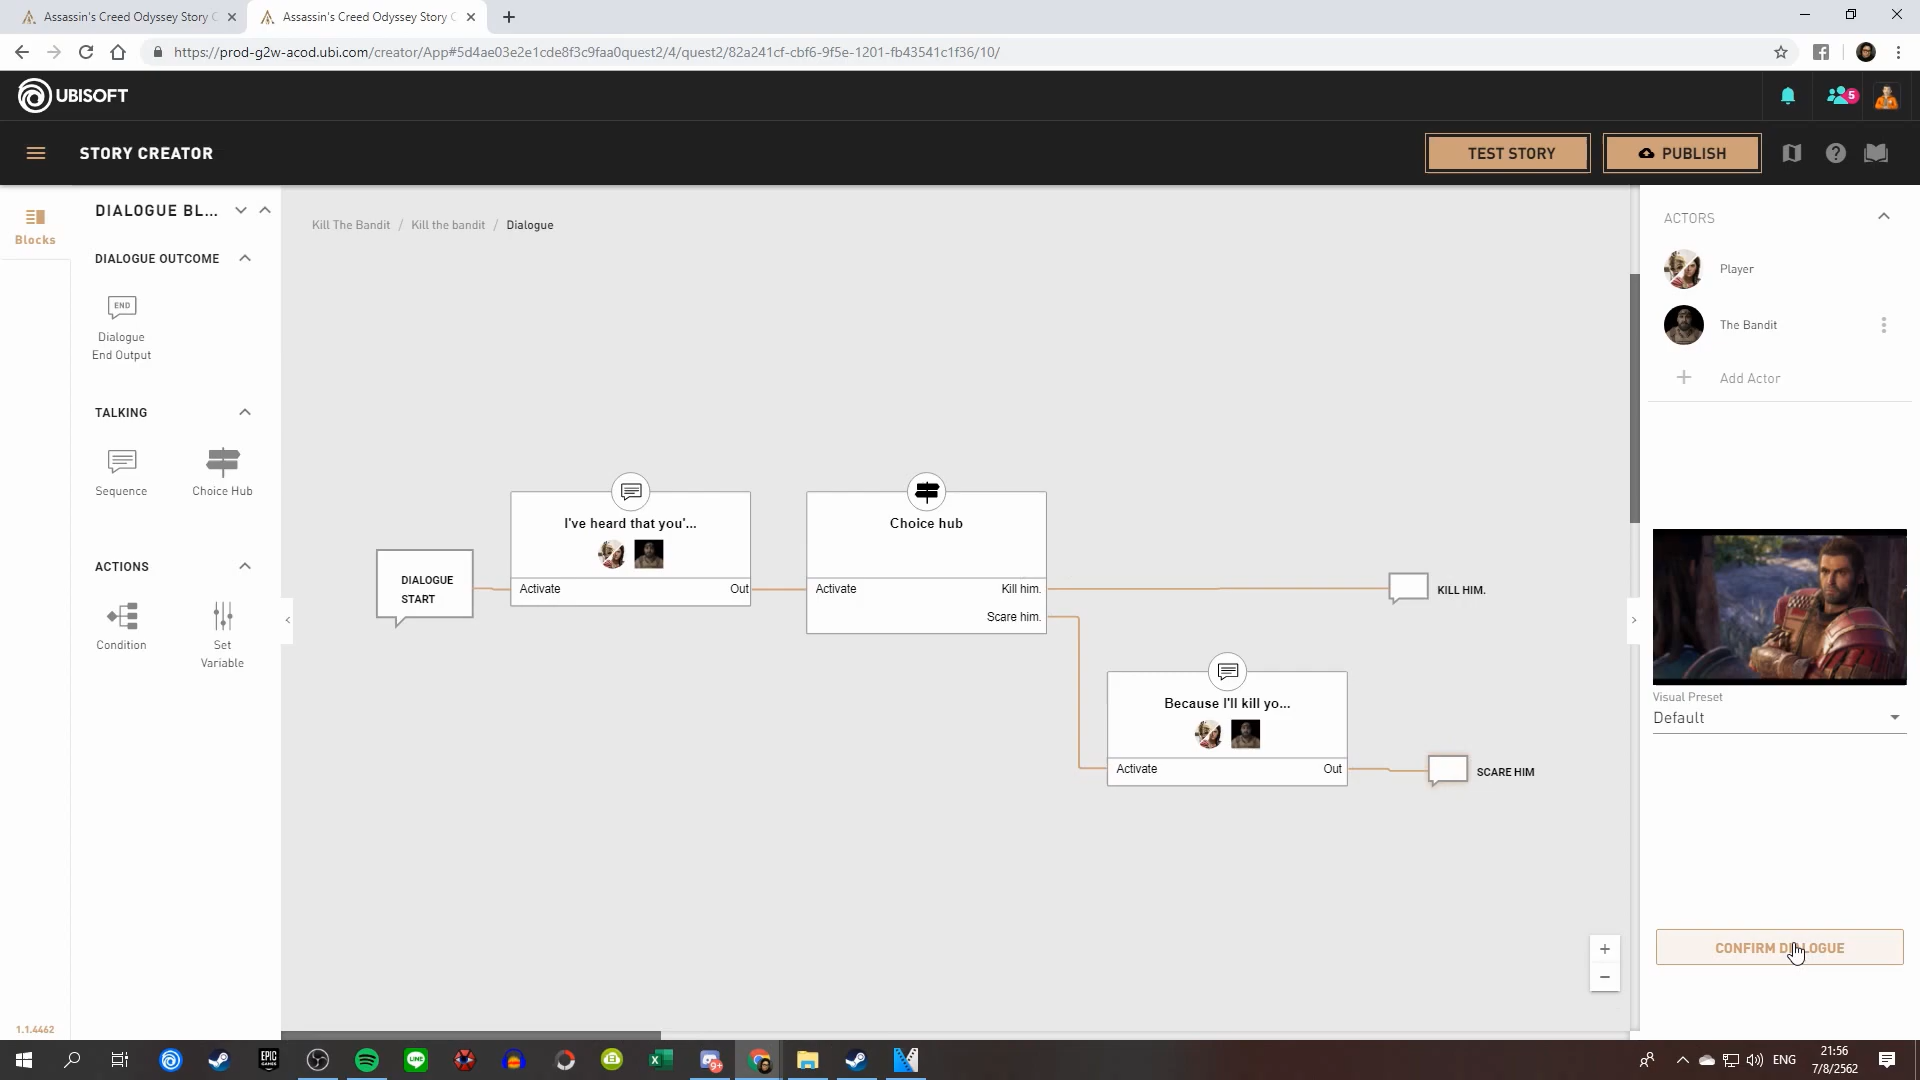 Assassin's Creed Odyssey Story C
Assassin's Creed Odyssey Story C
https://prod-g2w-acod.ubi.com/creator/App#5d4ae03e2e1cde8f3c9faa0quest2/4/quest2/82a241cf-cbf6-9f5e-1201-fb43541c1f36/10/
UBISOFT
5
STORY CREATOR
TEST STORY
PUBLISH
Blocks
DIALOGUE BL...
DIALOGUE OUTCOME
END
Dialogue
End Output
TALKING
Sequence
Choice Hub
ACTIONS
Condition
Set
Variable
1.1.4462
Kill The Bandit / Kill the bandit / Dialogue
DIALOGUE
START
I've heard that you'...
Activate
Out
Choice hub
Activate
Kill him.
Scare him.
KILL HIM.
Because I'll kill yo...
Activate
Out
SCARE HIM
ACTORS
Player
The Bandit
Add Actor
Visual Preset
Default
CONFIRM DIALOGUE
EPIC
GAMES
LINE
9+
ENG
21:56
7/8/2562